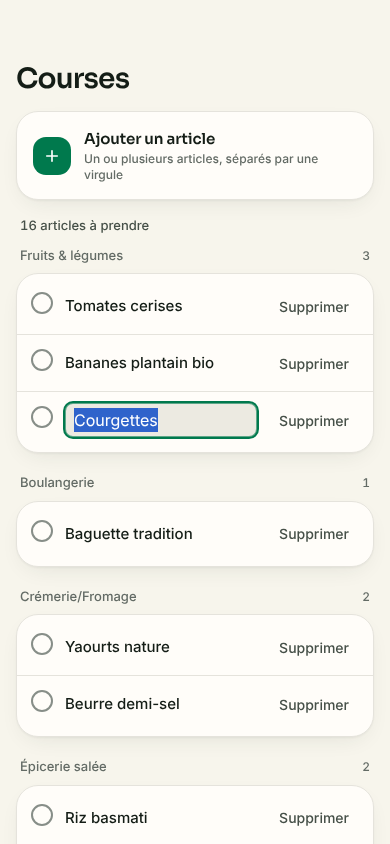 Courses
Ajouter un article
Un ou plusieurs articles, séparés par une
virgule
16 articles à prendre
Fruits & légumes 3
Tomates cerises Supprimer
Bananes plantain bio Supprimer
Courgettes Supprimer
Boulangerie 1
Baguette tradition Supprimer
Crémerie/Fromage 2
Yaourts nature Supprimer
Beurre demi-sel Supprimer
Épicerie salée 2
Riz basmati Supprimer